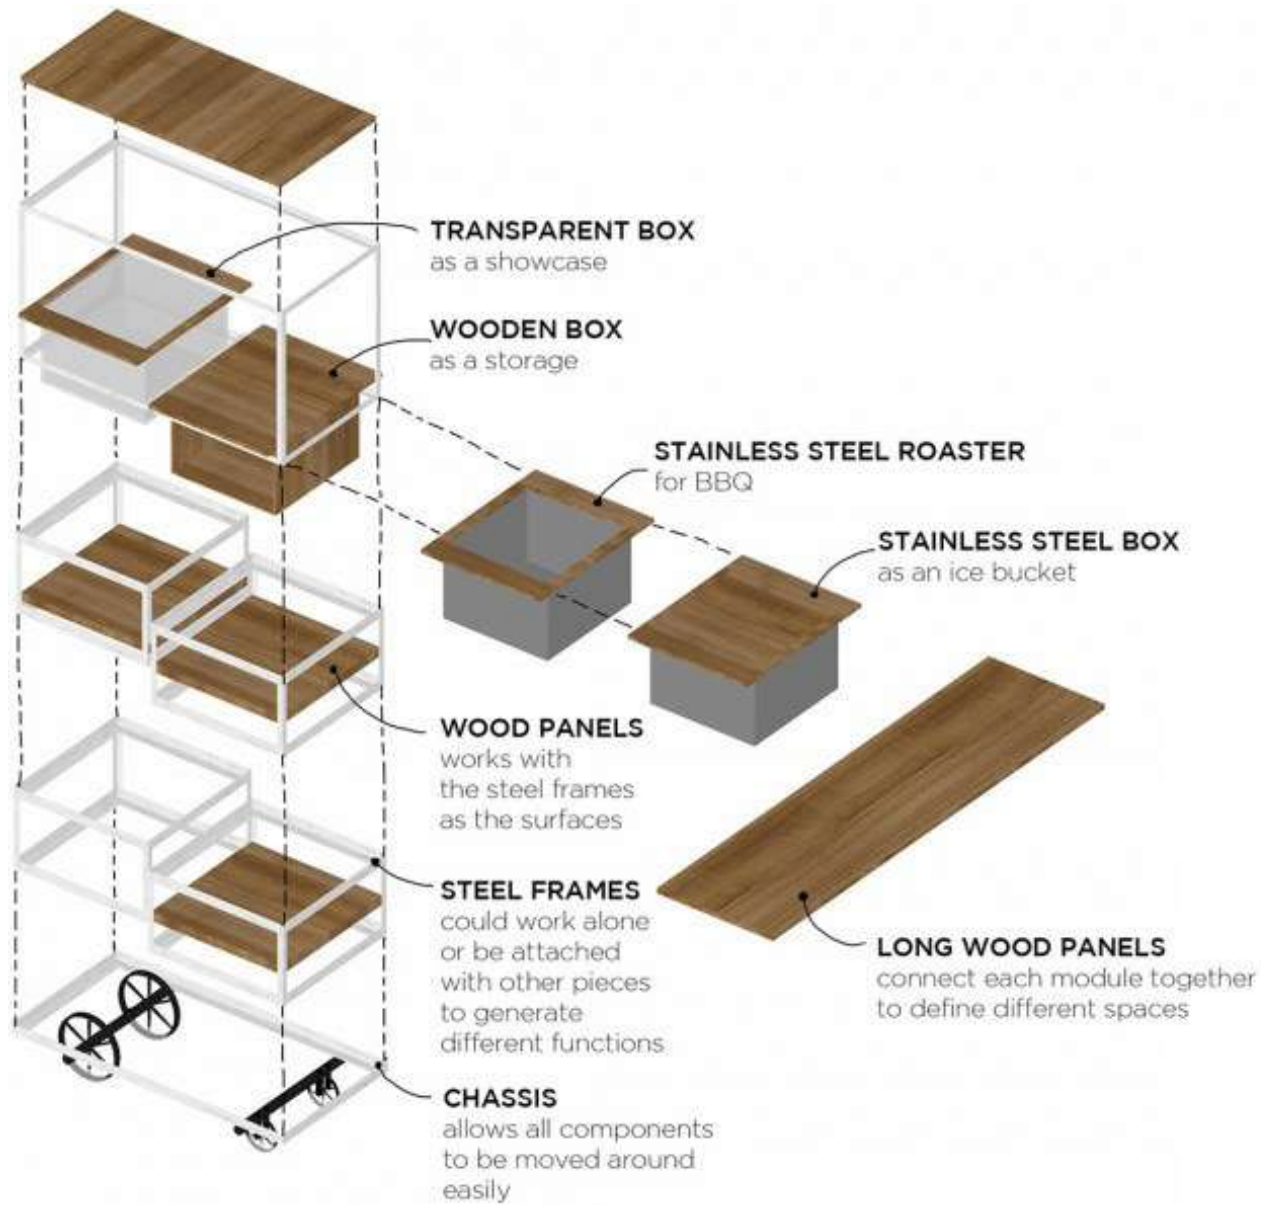 TRANSPARENT BOX
as a showcase
WOODEN BOX
as a storage
STAINLESS STEEL ROASTER
for BBQ
STAINLESS STEEL BOX
as an ice bucket
WOOD PANELS
works with
the steel frames
as the surfaces
STEEL FRAMES
could work alone
or be attached
with other pieces
to generate
different functions
LONG WOOD PANELS
connect each module together
to define different spaces
CHASSIS
allows all components
to be moved around
easily